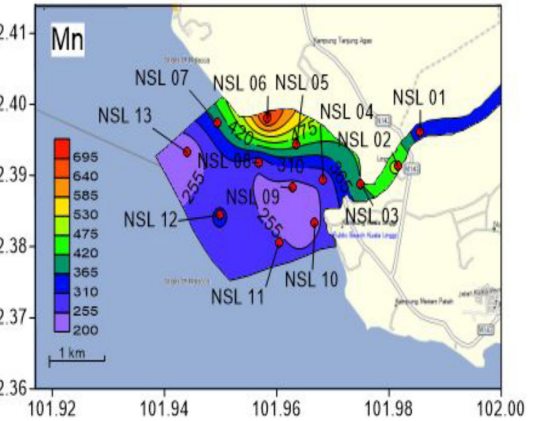 Mn
2.41
2.40
2.39
2.38
2.37
2.36
101.92
101.94
101.96
101.98
102.00
NSL 01
NSL 02
NSL 03
NSL 04
NSL 05
NSL 06
NSL 07
NSL 08
NSL 09
NSL 10
NSL 11
NSL 12
NSL 13
420
475
310
255
255
695
640
585
530
475
420
365
310
255
200
1 km
Kampung Tanjung Agas